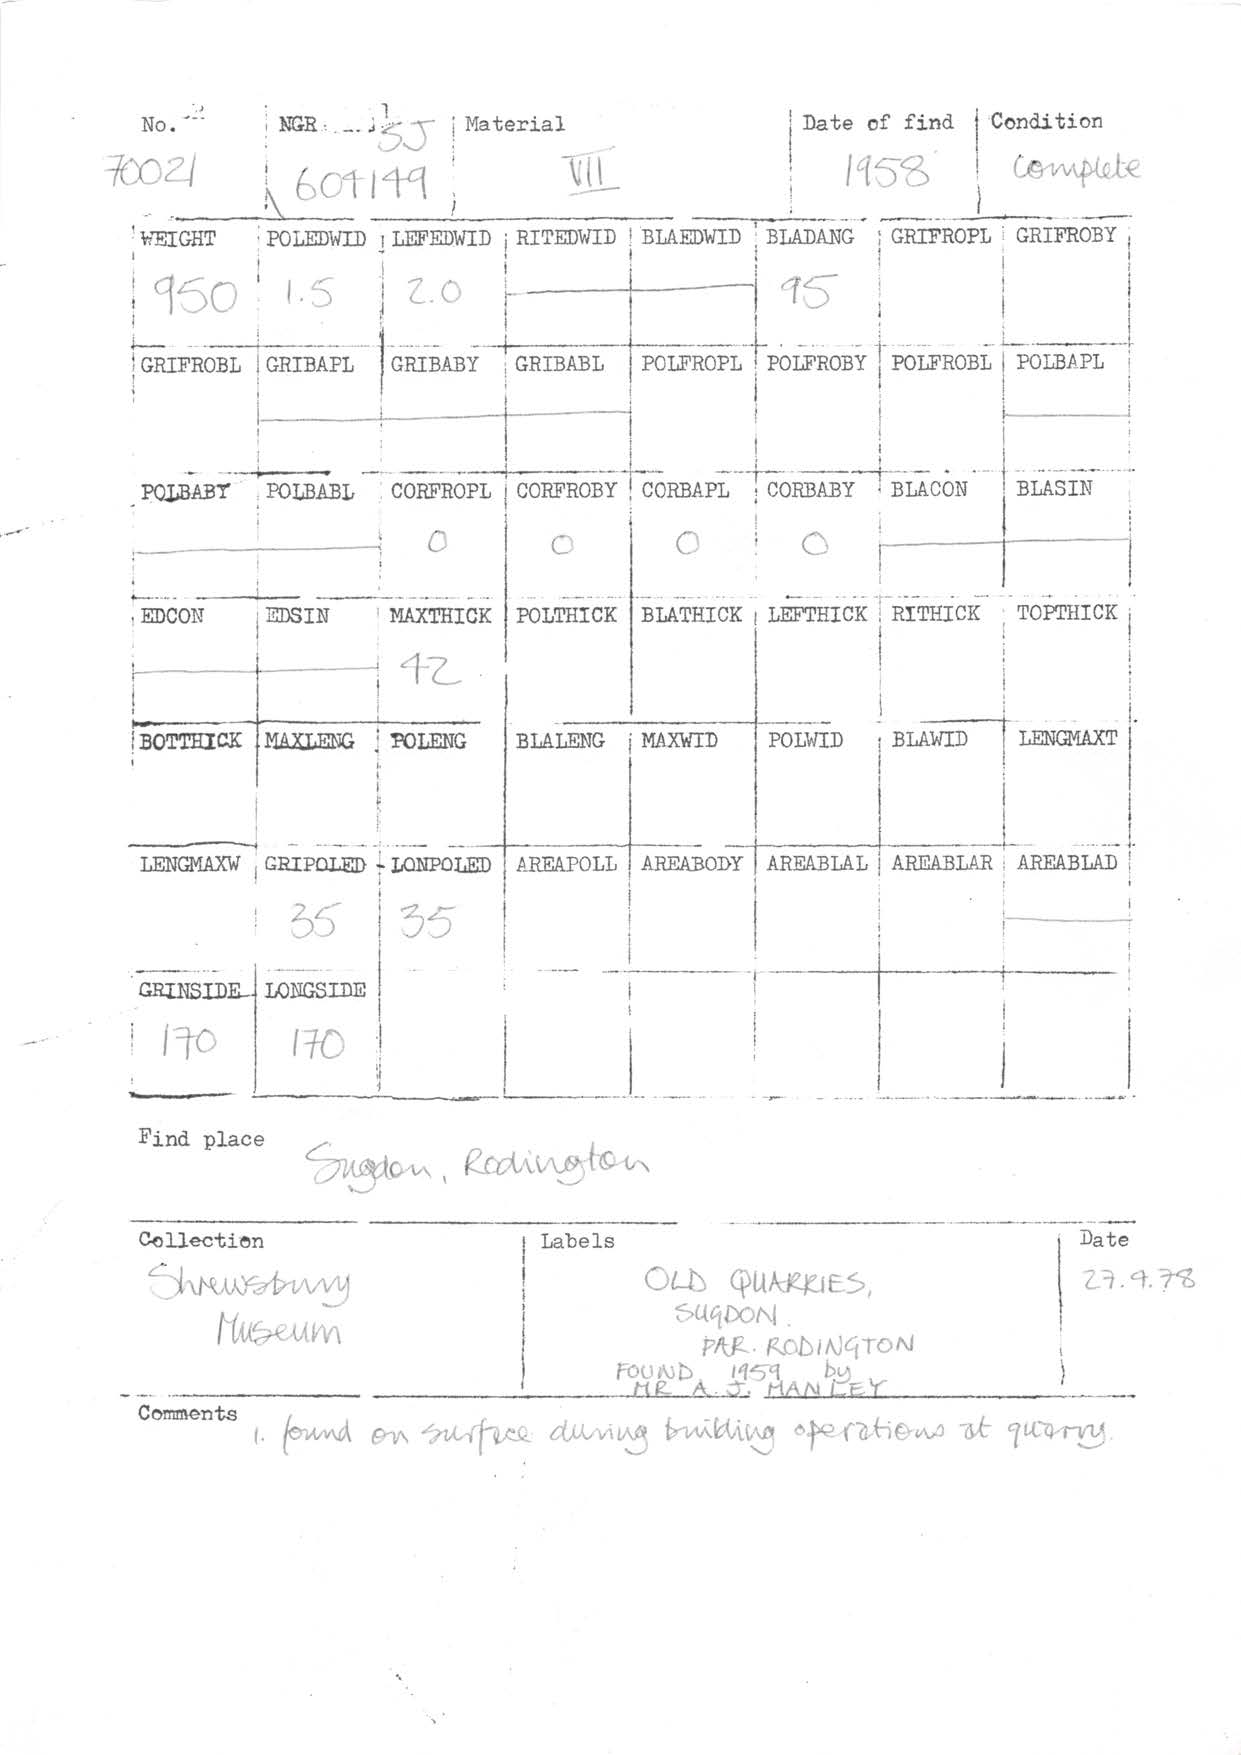 No. NGR SJ Material Date of find Condition
70021 604149 VII 1958 complete
WEIGHT POLEDWID LEFEDWID RITEDWID BLAEDWID BLADANG GRIFROPL GRIFROBY
950 1.5 2.0 95
GRIFROBL GRIBAPL GRIBABY GRIBABL POLFROPL POLFROBY POLFROBL POLBAPL
POLBABY POLBABL CORFROPL CORFROBY CORBAPL CORBABY BLACON BLASIN
0 0 0 0
EDCON EDSIN MAXTHICK POLTHICK BLATHICK LEFTHICK RITHICK TOPTHICK
42
BOTTHICK MAXLENG POLENG BLALENG MAXWID POLWID BLAWID LENGMAXT
LENGMAXW GRIPOLED LONPOLED AREAPOLL AREABODY AREABLAL AREABLAR AREABLAD
35 35
GRINSIDE LONGSIDE
170 170
Find place
Sugdon, Rodington
Collection Labels Date
Shrewsbury OLD QUARRIES, 27.9.78
Museum SUGDON.
PAR. RODINGTON
FOUND 1959 by
MR A. J. MANLEY
Comments
1. found on surface during building operations at quarry.